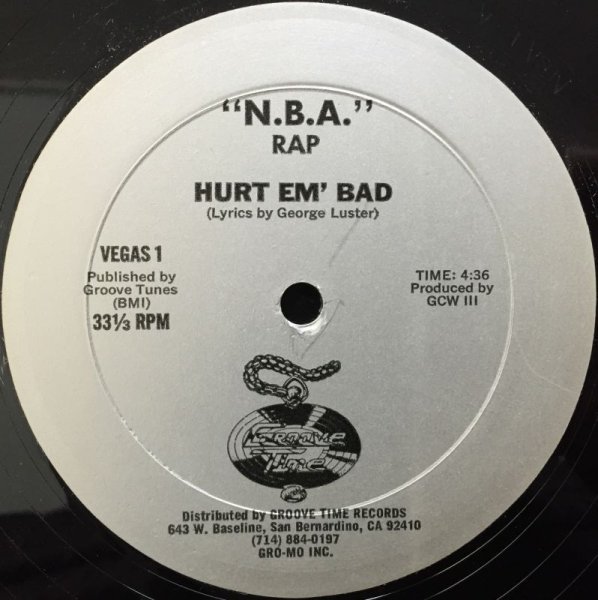 "N.B.A."
RAP
HURT EM' BAD
(Lyrics by George Luster)
VEGAS 1
Published by
Groove Tunes
(BMI)
33⅓ RPM
TIME: 4:36
Produced by
GCW III
Groove
Time
Distributed by GROOVE TIME RECORDS
643 W. Baseline, San Bernardino, CA 92410
(714) 884-0197
GRO-MO INC.